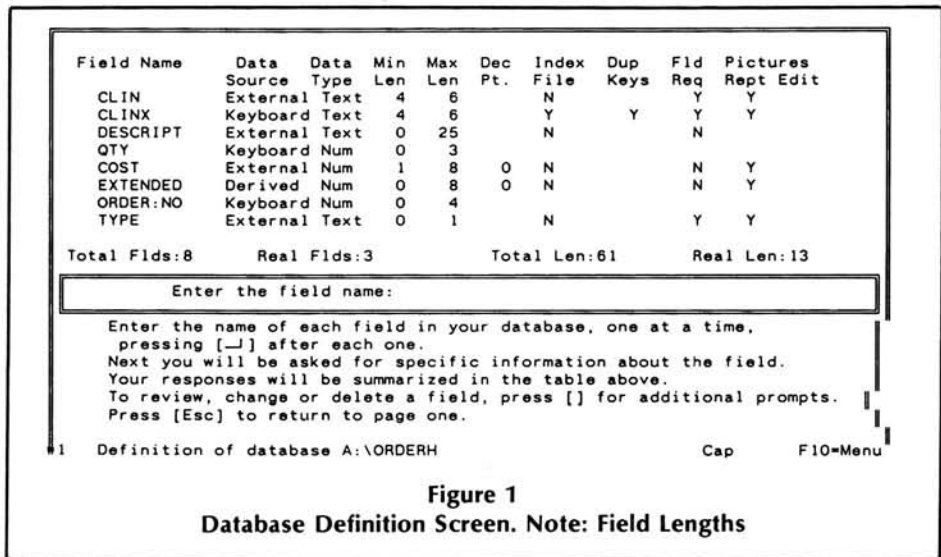 Field Name Data Data Min Max Dec Index Dup Fld Pictures
Source Type Len Len Pt. File Keys Req Rept Edit
CLIN External Text 4 6 N Y Y
CLINX Keyboard Text 4 6 Y Y Y Y
DESCRIPT External Text 0 25 N N
QTY Keyboard Num 0 3
COST External Num 1 8 0 N N Y
EXTENDED Derived Num 0 8 0 N N Y
ORDER:NO Keyboard Num 0 4
TYPE External Text 0 1 N Y Y
Total Flds:8 Real Flds:3 Total Len:61 Real Len:13
Enter the field name:
Enter the name of each field in your database, one at a time,
pressing [↵] after each one.
Next you will be asked for specific information about the field.
Your responses will be summarized in the table above.
To review, change or delete a field, press [] for additional prompts.
Press [Esc] to return to page one.
1 Definition of database A:\ORDERH Cap F10=Menu
Figure 1
Database Definition Screen. Note: Field Lengths